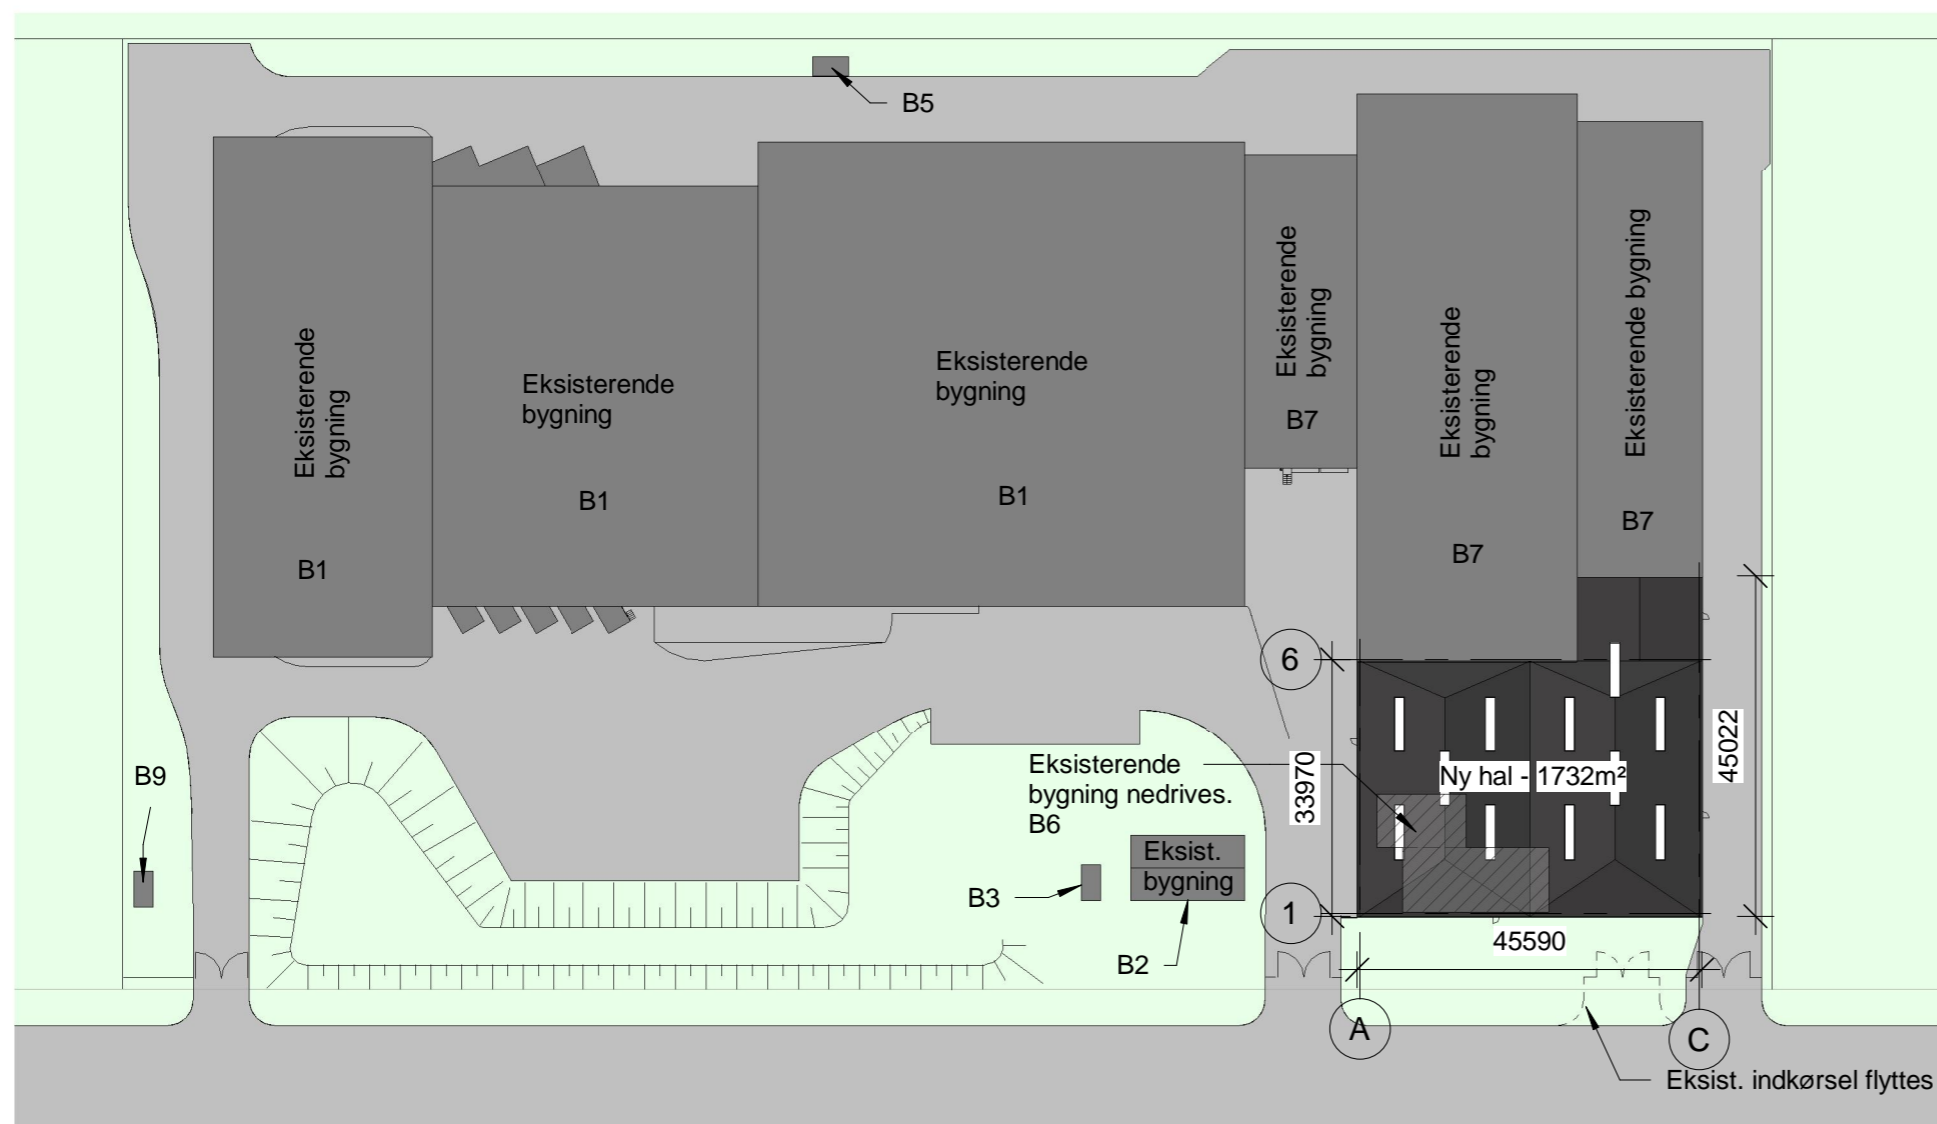 B5
Eksisterende
bygning
B1
Eksisterende
bygning
B1
Eksisterende
bygning
B1
Eksisterende
bygning
B7
Eksisterende
bygning
B7
Eksisterende bygning
B7
6
33970
45022
Ny hal - 1732m²
Eksisterende
bygning nedrives.
B6
B9
Eksist.
bygning
B3
B2
1
45590
A
C
Eksist. indkørsel flyttes